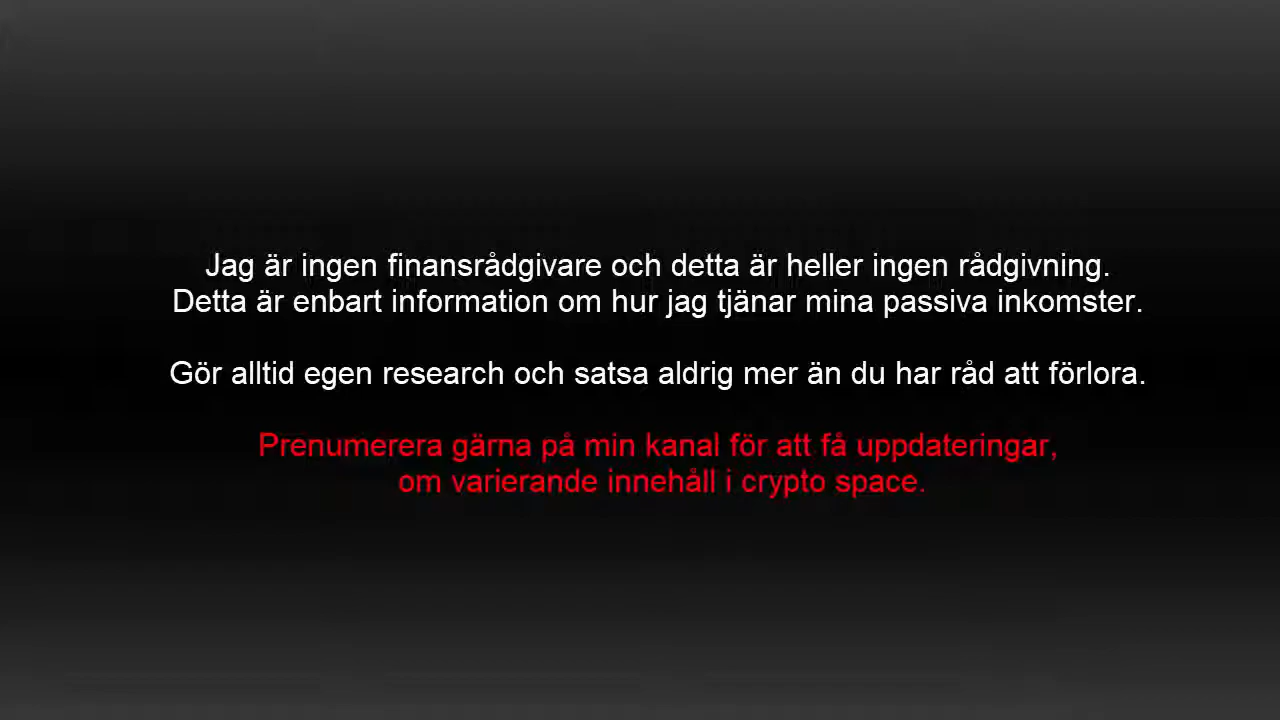 Jag är ingen finansrådgivare och detta är heller ingen rådgivning.
Detta är enbart information om hur jag tjänar mina passiva inkomster.
Gör alltid egen research och satsa aldrig mer än du har råd att förlora.
Prenumerera gärna på min kanal för att få uppdateringar,
om varierande innehåll i crypto space.